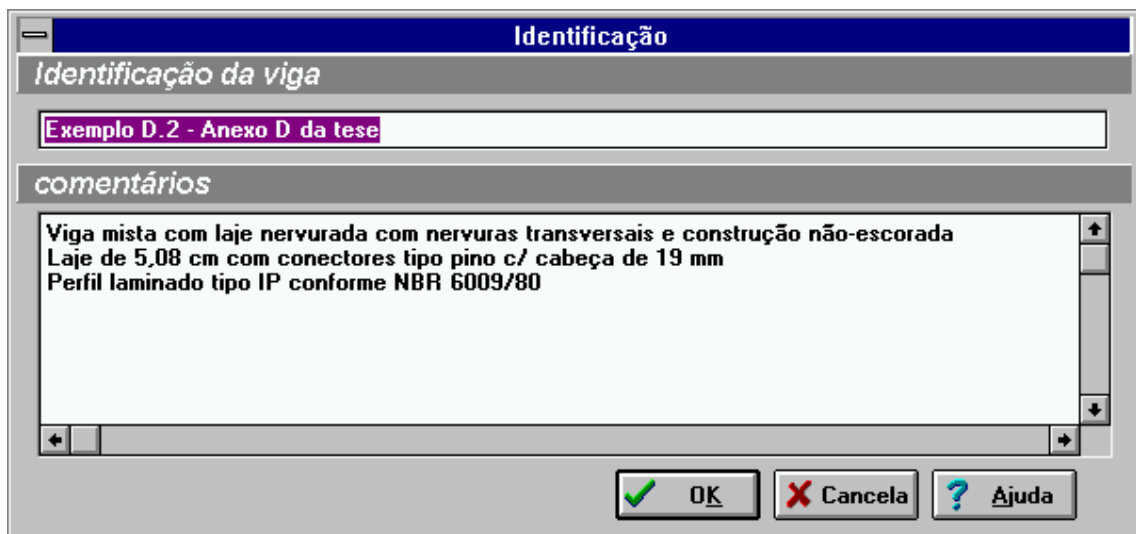 Identificação
Identificação da viga
Exemplo D.2 - Anexo D da tese
comentários
Viga mista com laje nervurada com nervuras transversais e construção não-escorada
Laje de 5,08 cm com conectores tipo pino c/ cabeça de 19 mm
Perfil laminado tipo IP conforme NBR 6009/80
OK Cancela ? Ajuda